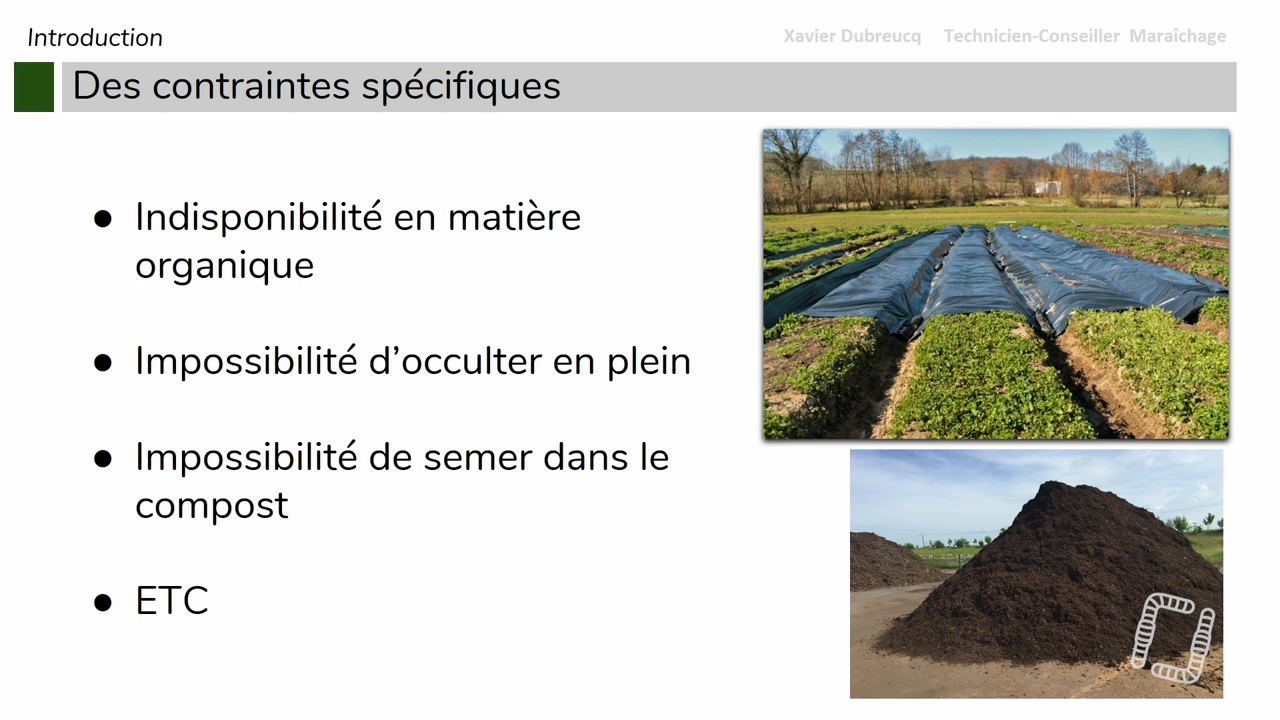 Introduction
Xavier Dubreucq Technicien-Conseiller Maraîchage
Des contraintes spécifiques
● Indisponibilité en matière
organique
● Impossibilité d’occulter en plein
● Impossibilité de semer dans le
compost
● ETC